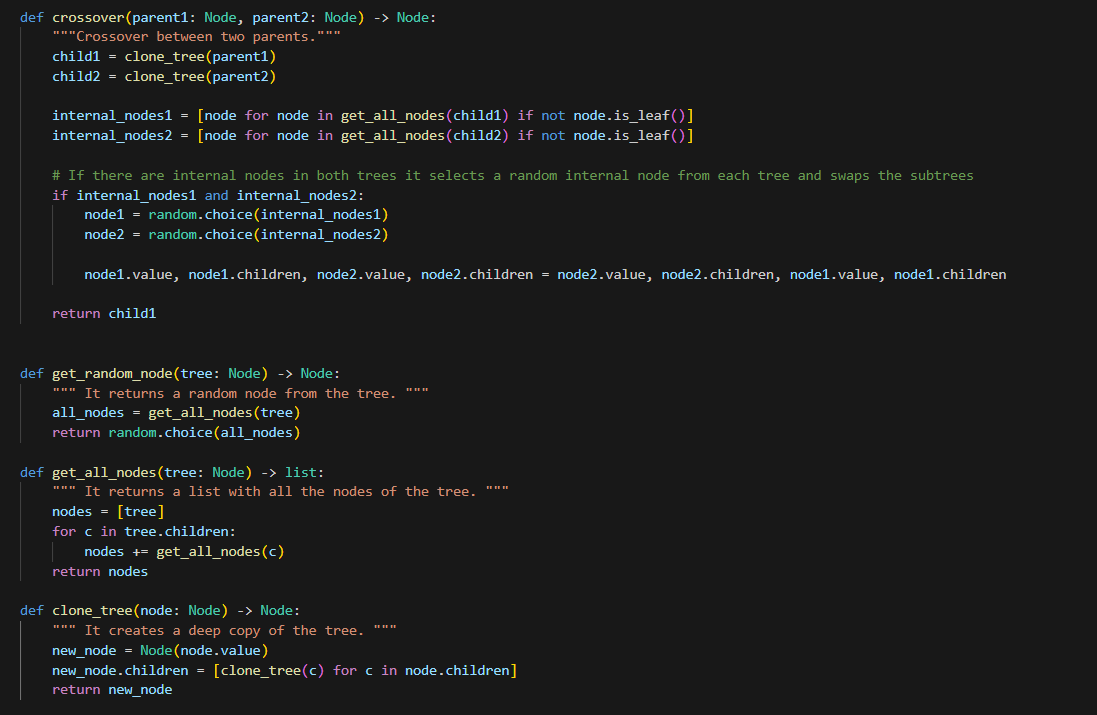 def crossover(parent1: Node, parent2: Node) -> Node:
    """Crossover between two parents."""
    child1 = clone_tree(parent1)
    child2 = clone_tree(parent2)

    internal_nodes1 = [node for node in get_all_nodes(child1) if not node.is_leaf()]
    internal_nodes2 = [node for node in get_all_nodes(child2) if not node.is_leaf()]

    # If there are internal nodes in both trees it selects a random internal node from each tree and swaps the subtrees
    if internal_nodes1 and internal_nodes2:
        node1 = random.choice(internal_nodes1)
        node2 = random.choice(internal_nodes2)

        node1.value, node1.children, node2.value, node2.children = node2.value, node2.children, node1.value, node1.children

    return child1


def get_random_node(tree: Node) -> Node:
    """ It returns a random node from the tree. """
    all_nodes = get_all_nodes(tree)
    return random.choice(all_nodes)

def get_all_nodes(tree: Node) -> list:
    """ It returns a list with all the nodes of the tree. """
    nodes = [tree]
    for c in tree.children:
        nodes += get_all_nodes(c)
    return nodes

def clone_tree(node: Node) -> Node:
    """ It creates a deep copy of the tree. """
    new_node = Node(node.value)
    new_node.children = [clone_tree(c) for c in node.children]
    return new_node